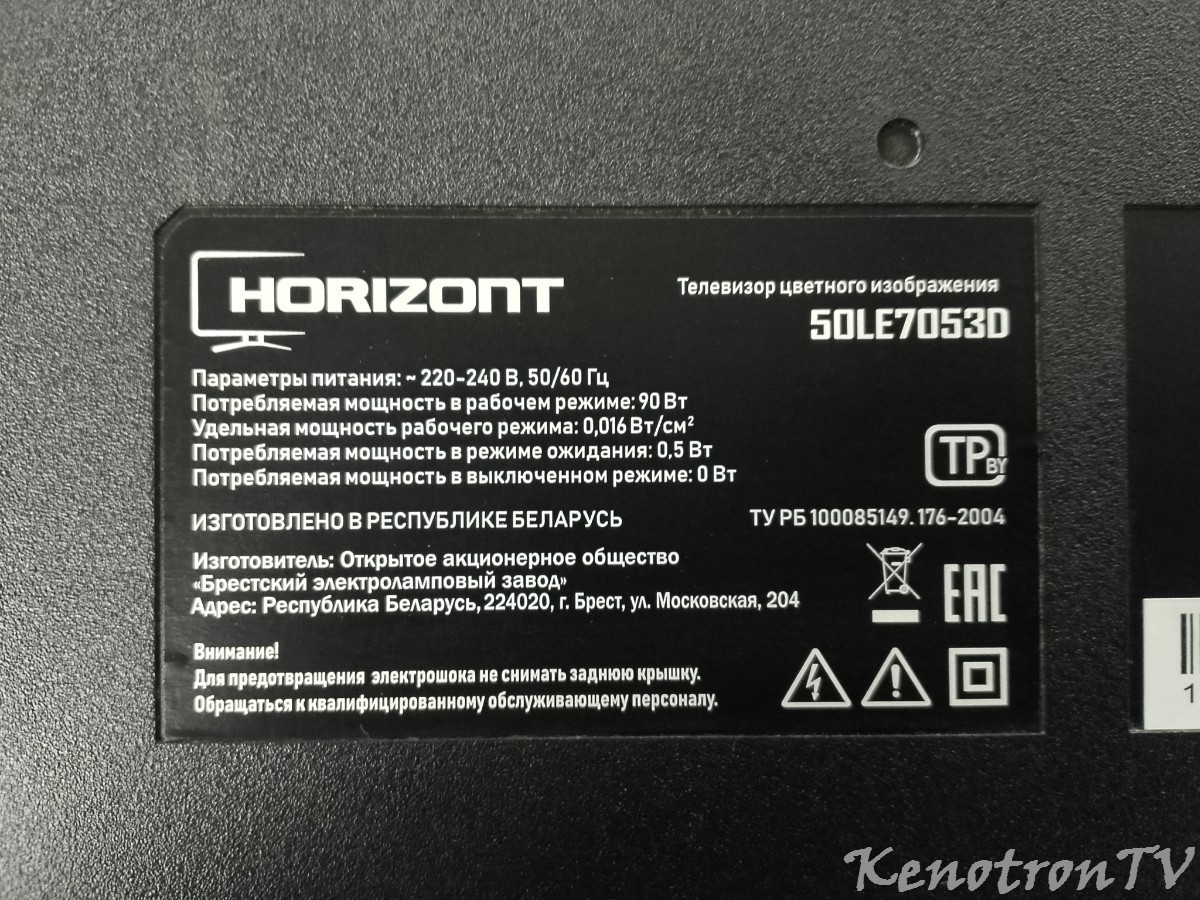 HORIZONT
Телевизор цветного изображения
50LE7053D
Параметры питания: ~ 220-240 В, 50/60 Гц
Потребляемая мощность в рабочем режиме: 90 Вт
Удельная мощность рабочего режима: 0,016 Вт/см²
Потребляемая мощность в режиме ожидания: 0,5 Вт
Потребляемая мощность в выключенном режиме: 0 Вт
TP BY
ИЗГОТОВЛЕНО В РЕСПУБЛИКЕ БЕЛАРУСЬ
ТУ РБ 100085149.176-2004
Изготовитель: Открытое акционерное общество
«Брестский электроламповый завод»
Адрес: Республика Беларусь, 224020, г. Брест, ул. Московская, 204
EAC
Внимание!
Для предотвращения электрошока не снимать заднюю крышку.
Обращаться к квалифицированному обслуживающему персоналу.
1
KenotronTV